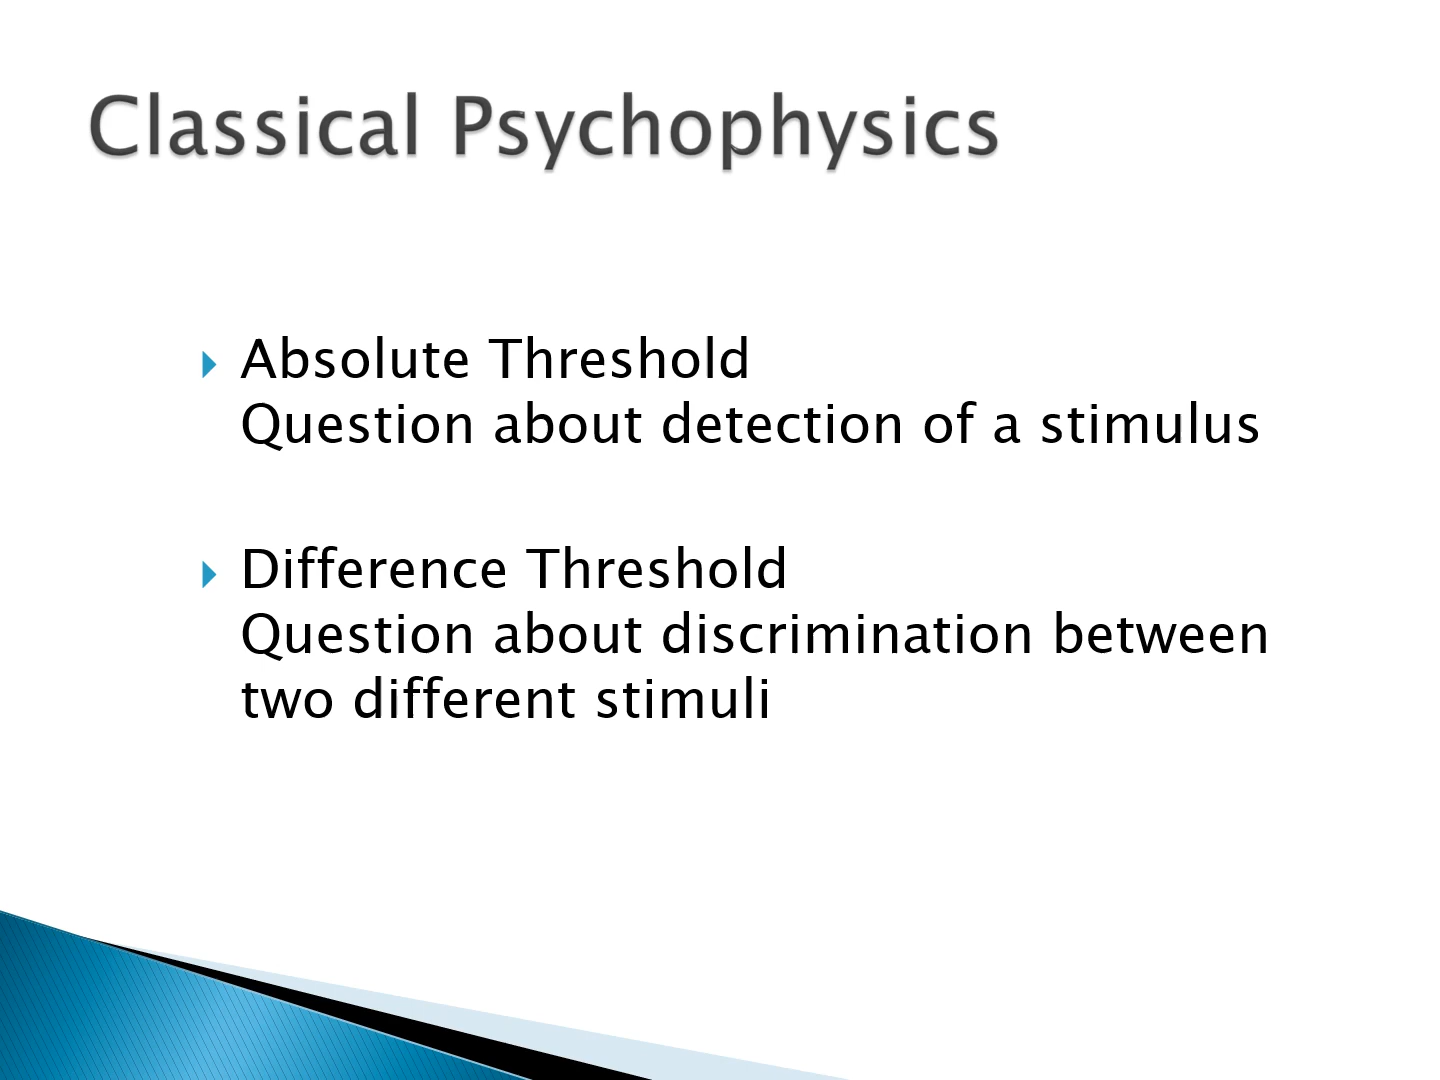 Classical Psychophysics
Absolute Threshold
Question about detection of a stimulus
Difference Threshold
Question about discrimination between
two different stimuli